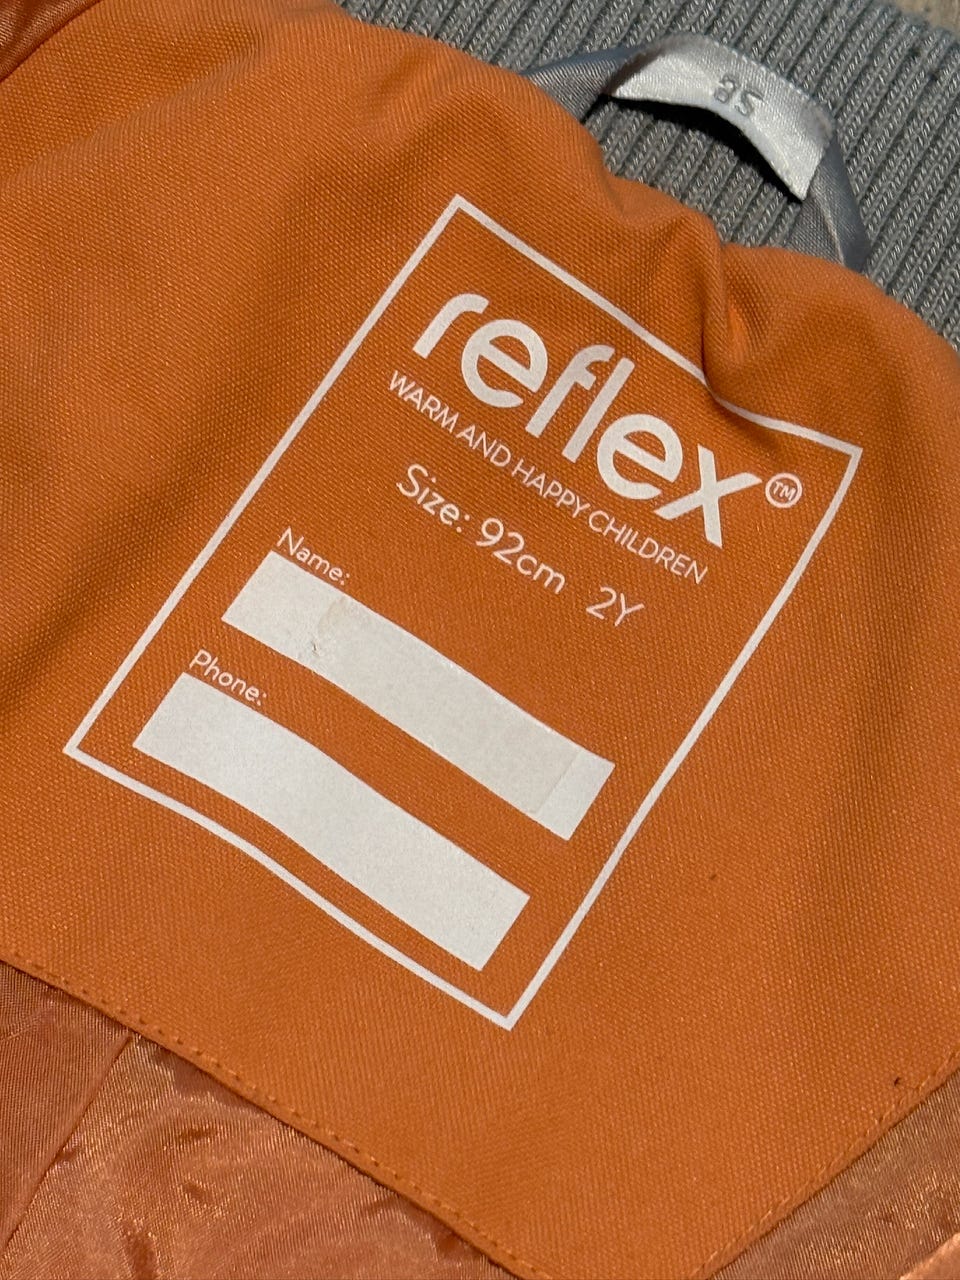 reflex™
WARM AND HAPPY CHILDREN
Size: 92cm 2Y
Name:
Phone: